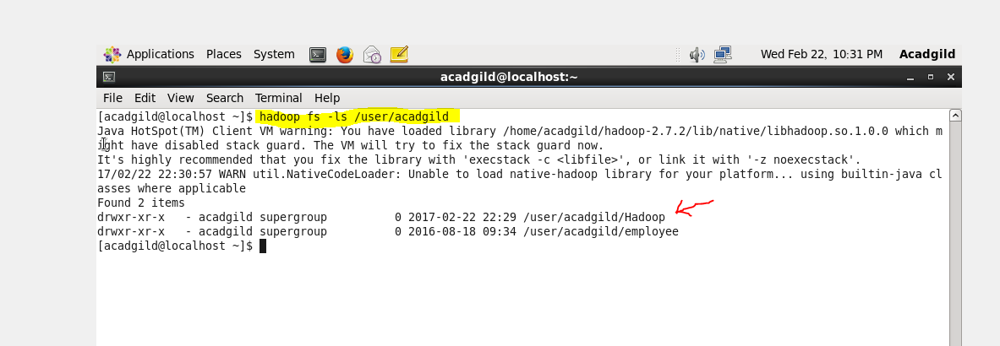 Applications Places System Wed Feb 22, 10:31 PM Acadgild
acadgild@localhost:~
File Edit View Search Terminal Help
[acadgild@localhost ~]$ hadoop fs -ls /user/acadgild
Java HotSpot(TM) Client VM warning: You have loaded library /home/acadgild/hadoop-2.7.2/lib/native/libhadoop.so.1.0.0 which m
ight have disabled stack guard. The VM will try to fix the stack guard now.
It's highly recommended that you fix the library with 'execstack -c <libfile>', or link it with '-z noexecstack'.
17/02/22 22:30:57 WARN util.NativeCodeLoader: Unable to load native-hadoop library for your platform... using builtin-java cl
asses where applicable
Found 2 items
drwxr-xr-x   - acadgild supergroup          0 2017-02-22 22:29 /user/acadgild/Hadoop
drwxr-xr-x   - acadgild supergroup          0 2016-08-18 09:34 /user/acadgild/employee
[acadgild@localhost ~]$